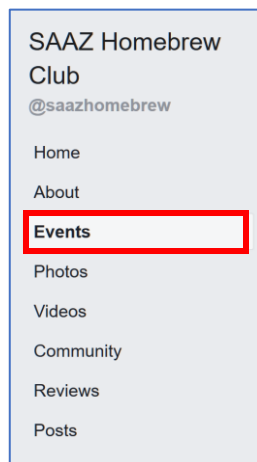 SAAZ Homebrew
Club
@saazhomebrew
Home
About
Events
Photos
Videos
Community
Reviews
Posts